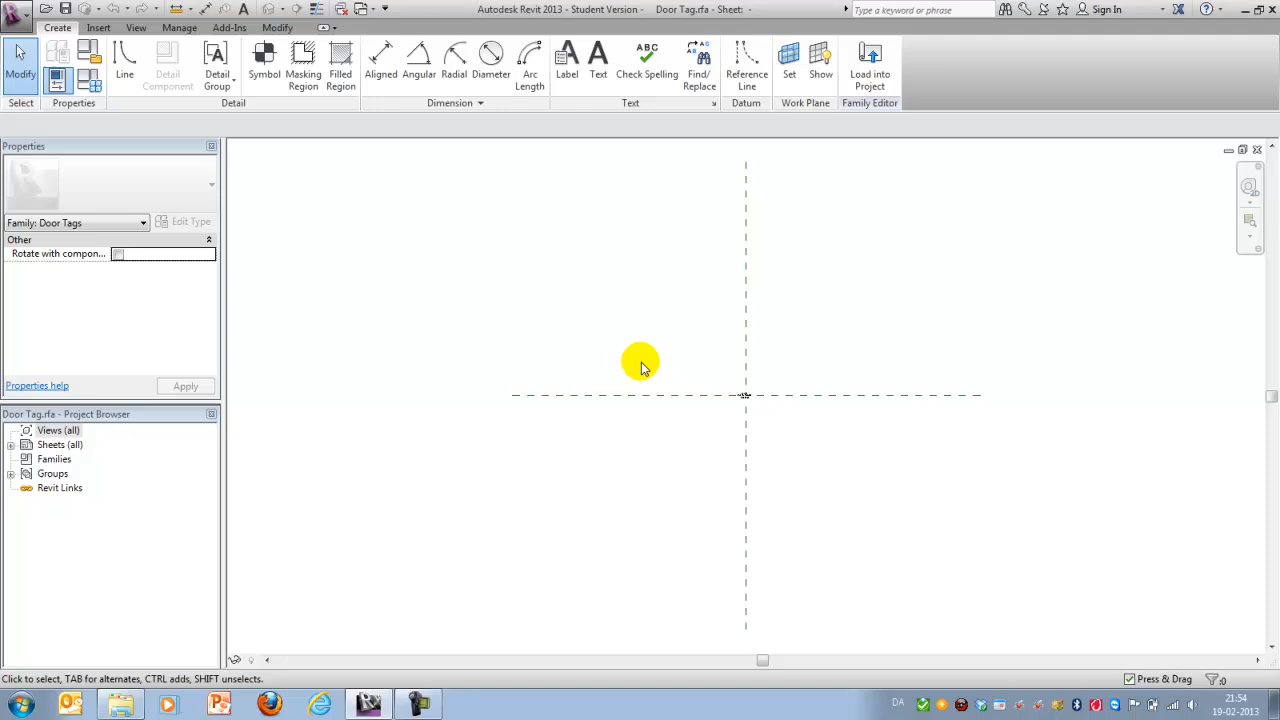 Autodesk Revit 2013 - Student Version - Door Tag.rfa - Sheet: -
Type a keyword or phrase
Sign In
Create Insert View Manage Add-Ins Modify
Modify
Line
Detail Component
Detail Group
Symbol
Masking Region
Filled Region
Aligned
Angular
Radial
Diameter
Arc Length
Label
Text
ABC
Check Spelling
Find/ Replace
Reference Line
Set
Show
Load into Project
Select Properties Detail Dimension Text Datum Work Plane Family Editor
Properties
Family: Door Tags
Edit Type
Other
Rotate with compon...
Properties help
Apply
Door Tag.rfa - Project Browser
Views (all)
Sheets (all)
Families
Groups
Revit Links
Click to select, TAB for alternates, CTRL adds, SHIFT unselects.
Press & Drag
:0
DA
21:54
19-02-2013